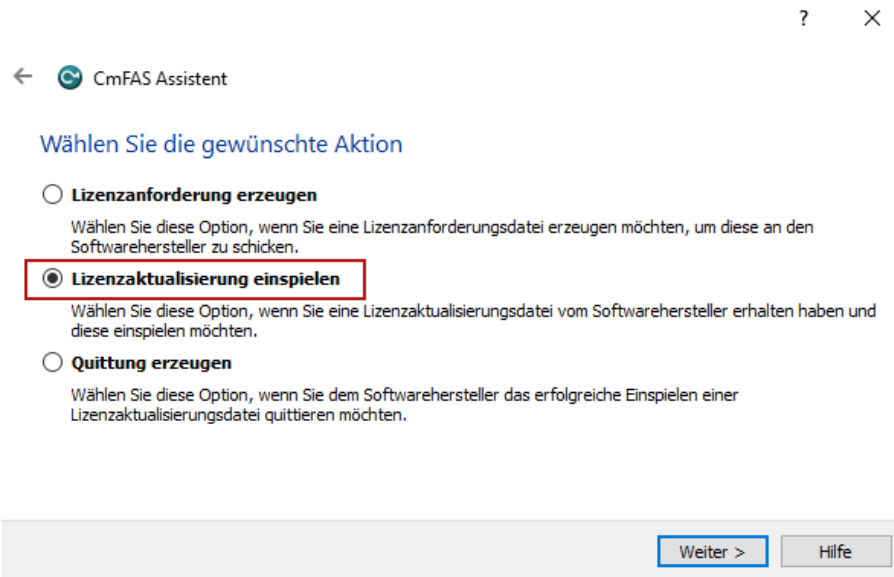 ?
CmFAS Assistent
Wählen Sie die gewünschte Aktion
Lizenzanforderung erzeugen
Wählen Sie diese Option, wenn Sie eine Lizenzanforderungsdatei erzeugen möchten, um diese an den
Softwarehersteller zu schicken.
Lizenzaktualisierung einspielen
Wählen Sie diese Option, wenn Sie eine Lizenzaktualisierungsdatei vom Softwarehersteller erhalten haben und
diese einspielen möchten.
Quittung erzeugen
Wählen Sie diese Option, wenn Sie dem Softwarehersteller das erfolgreiche Einspielen einer
Lizenzaktualisierungsdatei quittieren möchten.
Weiter > Hilfe